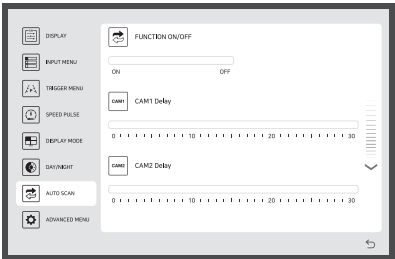 DISPLAY
INPUT MENU
TRIGGER MENU
SPEED PULSE
DISPLAY MODE
DAY/NIGHT
AUTO SCAN
ADVANCED MENU
FUNCTION ON/OFF
ON OFF
CAM1 CAM1 Delay
0 10 20 30
CAM2 CAM2 Delay
0 10 20 30